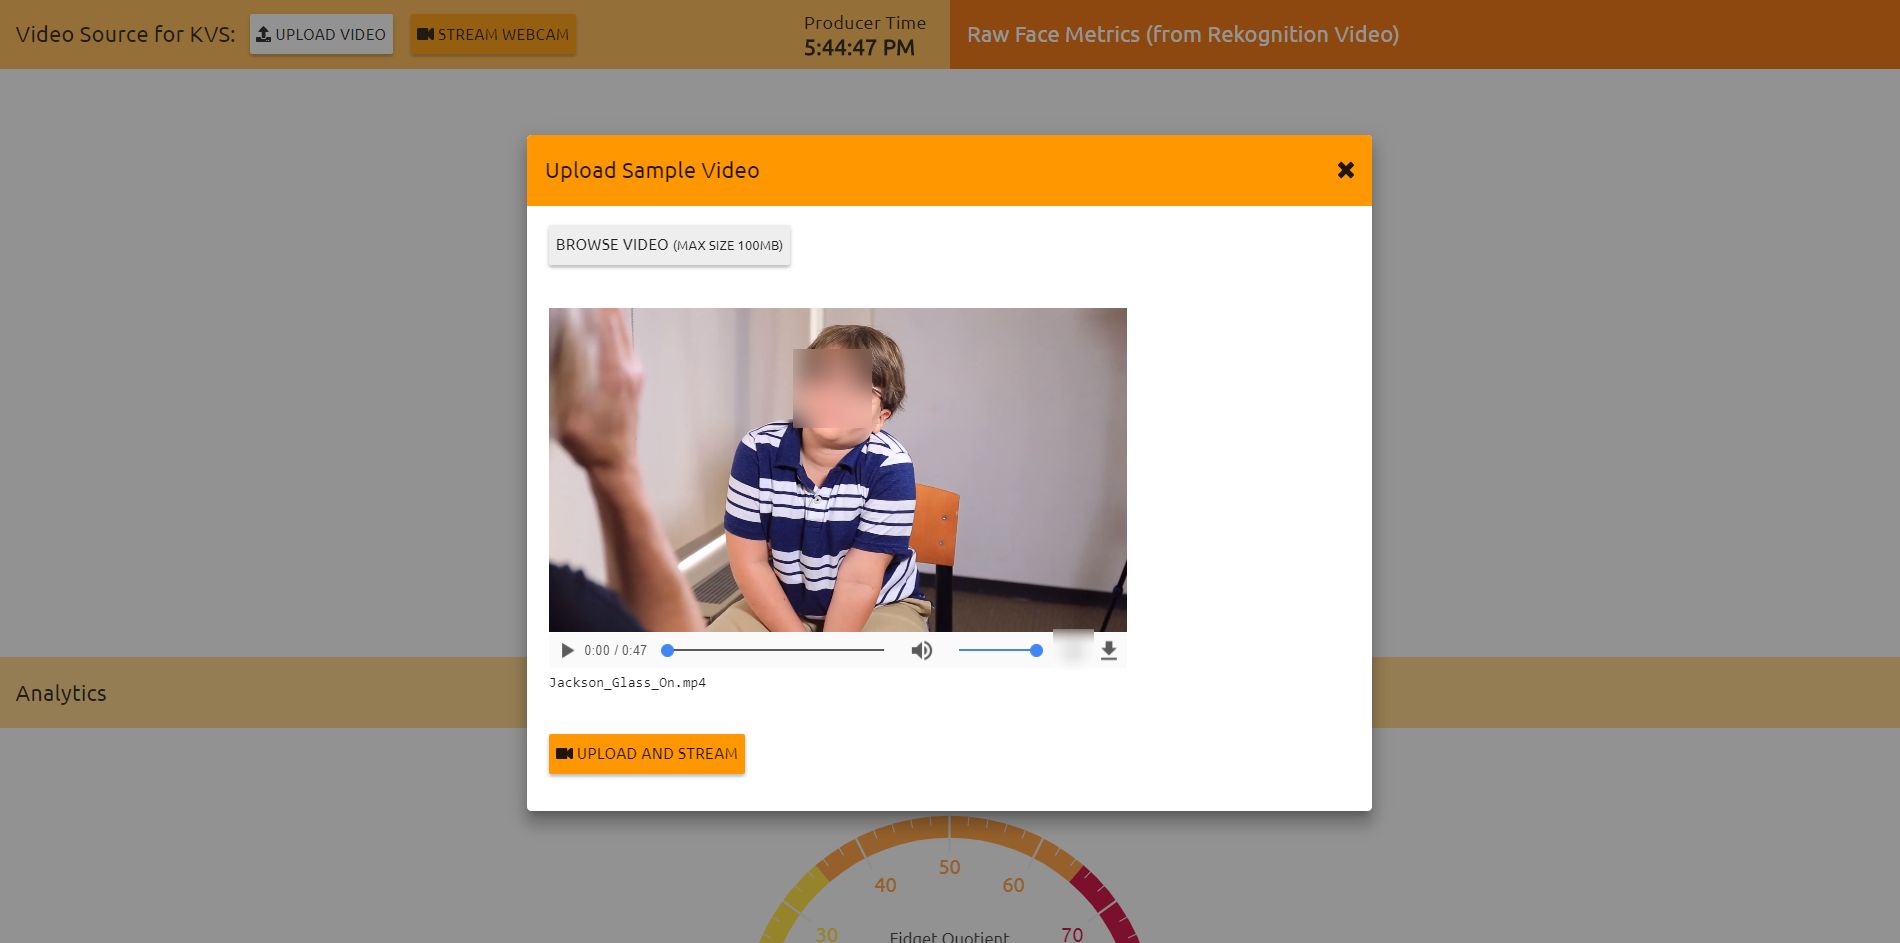 Video Source for KVS:
UPLOAD VIDEO
STREAM WEBCAM
Producer Time
5:44:47 PM
Raw Face Metrics (from Rekognition Video)
Upload Sample Video
BROWSE VIDEO (MAX SIZE 100MB)
0:00 / 0:47
Jackson_Glass_On.mp4
Analytics
UPLOAD AND STREAM
50
40
60
30
70
Fidget Quotient